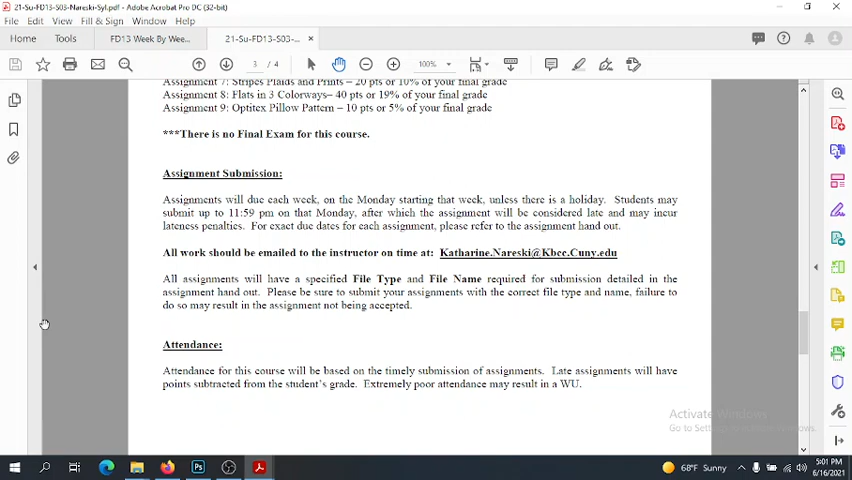 21-Su-FD13-S03-Nareski-Syl.pdf - Adobe Acrobat Pro DC (32-bit)
File Edit View Fill & Sign Window Help
Home Tools FD13 Week By Wee... 21-Su-FD13-S03-... ×
3 / 4 100%
Assignment 7: Stripes Plaids and Prints – 20 pts or 10% of your final grade
Assignment 8: Flats in 3 Colorways– 40 pts or 19% of your final grade
Assignment 9: Optitex Pillow Pattern – 10 pts or 5% of your final grade
***There is no Final Exam for this course.
Assignment Submission:
Assignments will due each week, on the Monday starting that week, unless there is a holiday. Students may
submit up to 11:59 pm on that Monday, after which the assignment will be considered late and may incur
lateness penalties. For exact due dates for each assignment, please refer to the assignment hand out.
All work should be emailed to the instructor on time at: Katharine.Nareski@Kbcc.Cuny.edu
All assignments will have a specified File Type and File Name required for submission detailed in the
assignment hand out. Please be sure to submit your assignments with the correct file type and name, failure to
do so may result in the assignment not being accepted.
Attendance:
Attendance for this course will be based on the timely submission of assignments. Late assignments will have
points subtracted from the student's grade. Extremely poor attendance may result in a WU.
Activate Windows
Go to Settings to activate Windows.
Ps
68°F Sunny
5:01 PM
6/16/2021